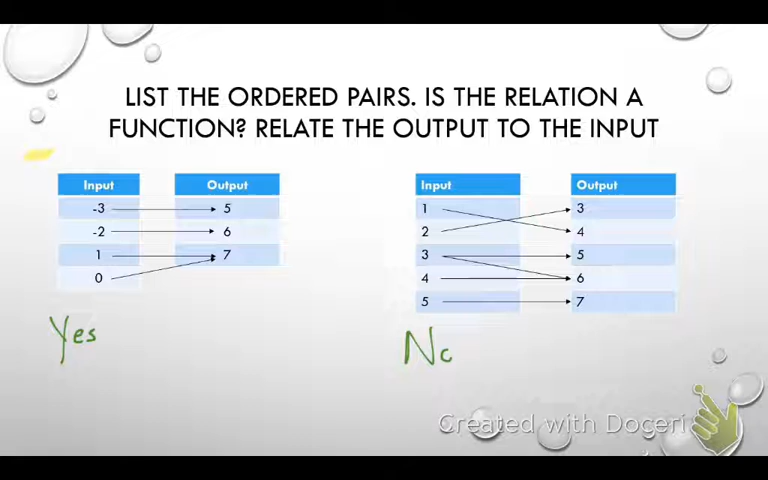 LIST THE ORDERED PAIRS. IS THE RELATION A
FUNCTION? RELATE THE OUTPUT TO THE INPUT
Input Output
-3 5
-2 6
1 7
0
Yes
Input Output
1 3
2 4
3 5
4 6
5 7
No
Created with Doceri